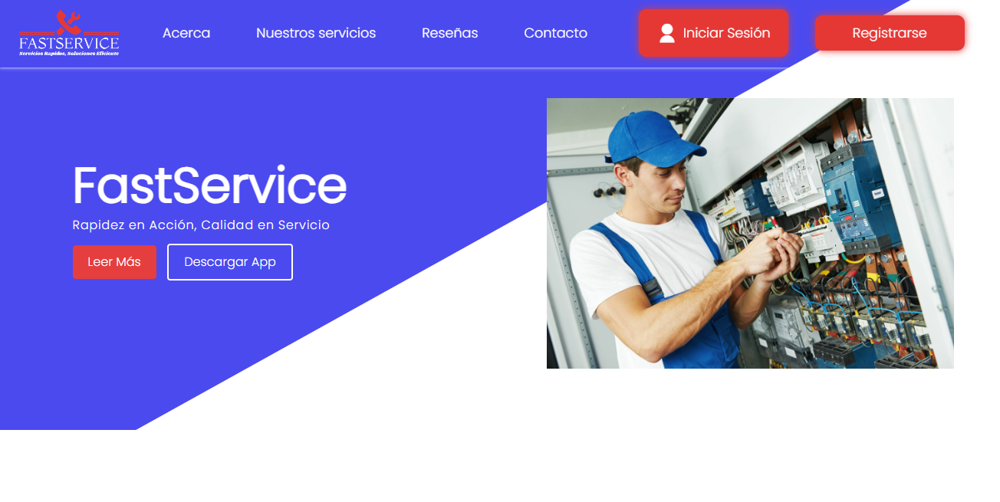 FASTSERVICE
Servicios Rapidos, Soluciones Eficiente
Acerca
Nuestros servicios
Reseñas
Contacto
Iniciar Sesión
Registrarse
FastService
Rapidez en Acción, Calidad en Servicio
Leer Más
Descargar App